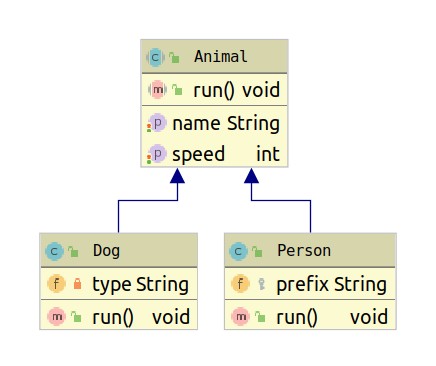 Animal
run() void
name String
speed int
Dog
type String
run() void
Person
prefix String
run() void